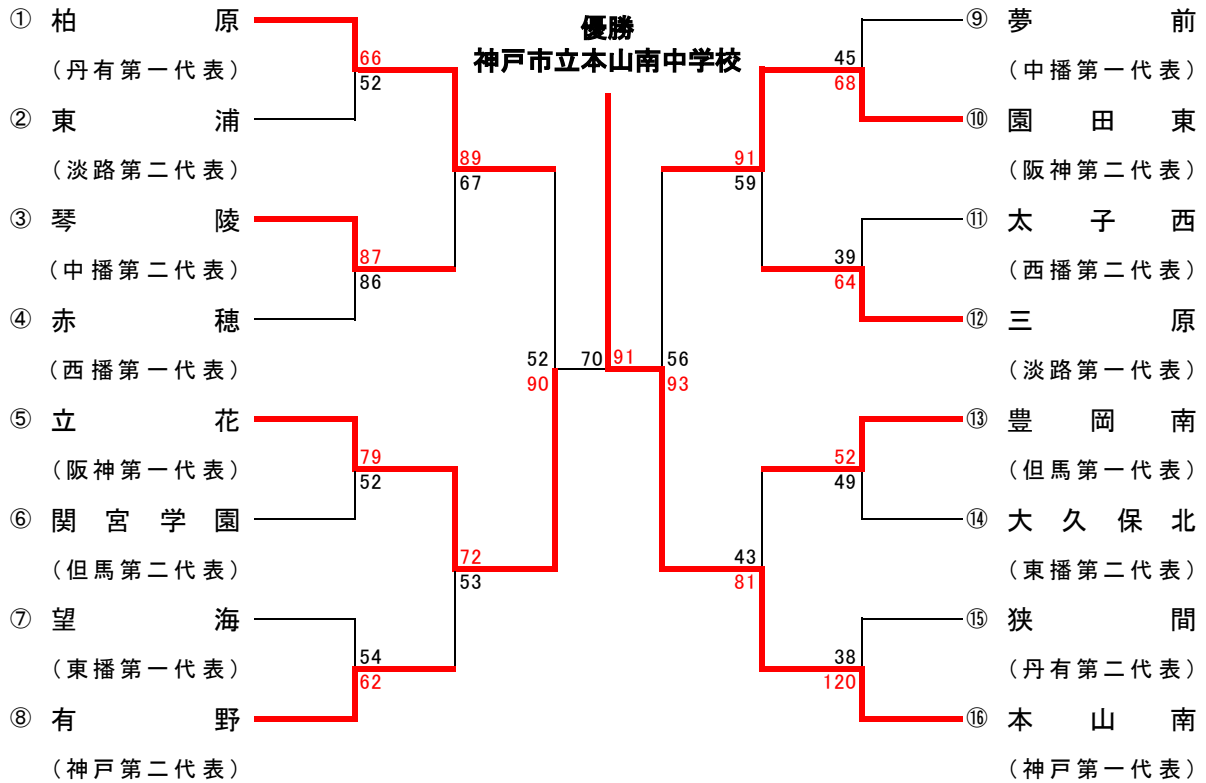 優勝
神戸市立本山南中学校
① 柏原
(丹有第一代表)
66
52
② 東浦
(淡路第二代表)
89
67
③ 琴陵
(中播第二代表)
87
86
④ 赤穂
(西播第一代表)
52
90
70 91
56
93
⑤ 立花
(阪神第一代表)
79
52
⑥ 関宮学園
(但馬第二代表)
72
53
⑦ 望海
(東播第一代表)
54
62
⑧ 有野
(神戸第二代表)
⑨ 夢前
(中播第一代表)
45
68
⑩ 園田東
(阪神第二代表)
91
59
⑪ 太子西
(西播第二代表)
39
64
⑫ 三原
(淡路第一代表)
⑬ 豊岡南
(但馬第一代表)
52
49
⑭ 大久保北
(東播第二代表)
43
81
⑮ 狭間
(丹有第二代表)
38
120
⑯ 本山南
(神戸第一代表)